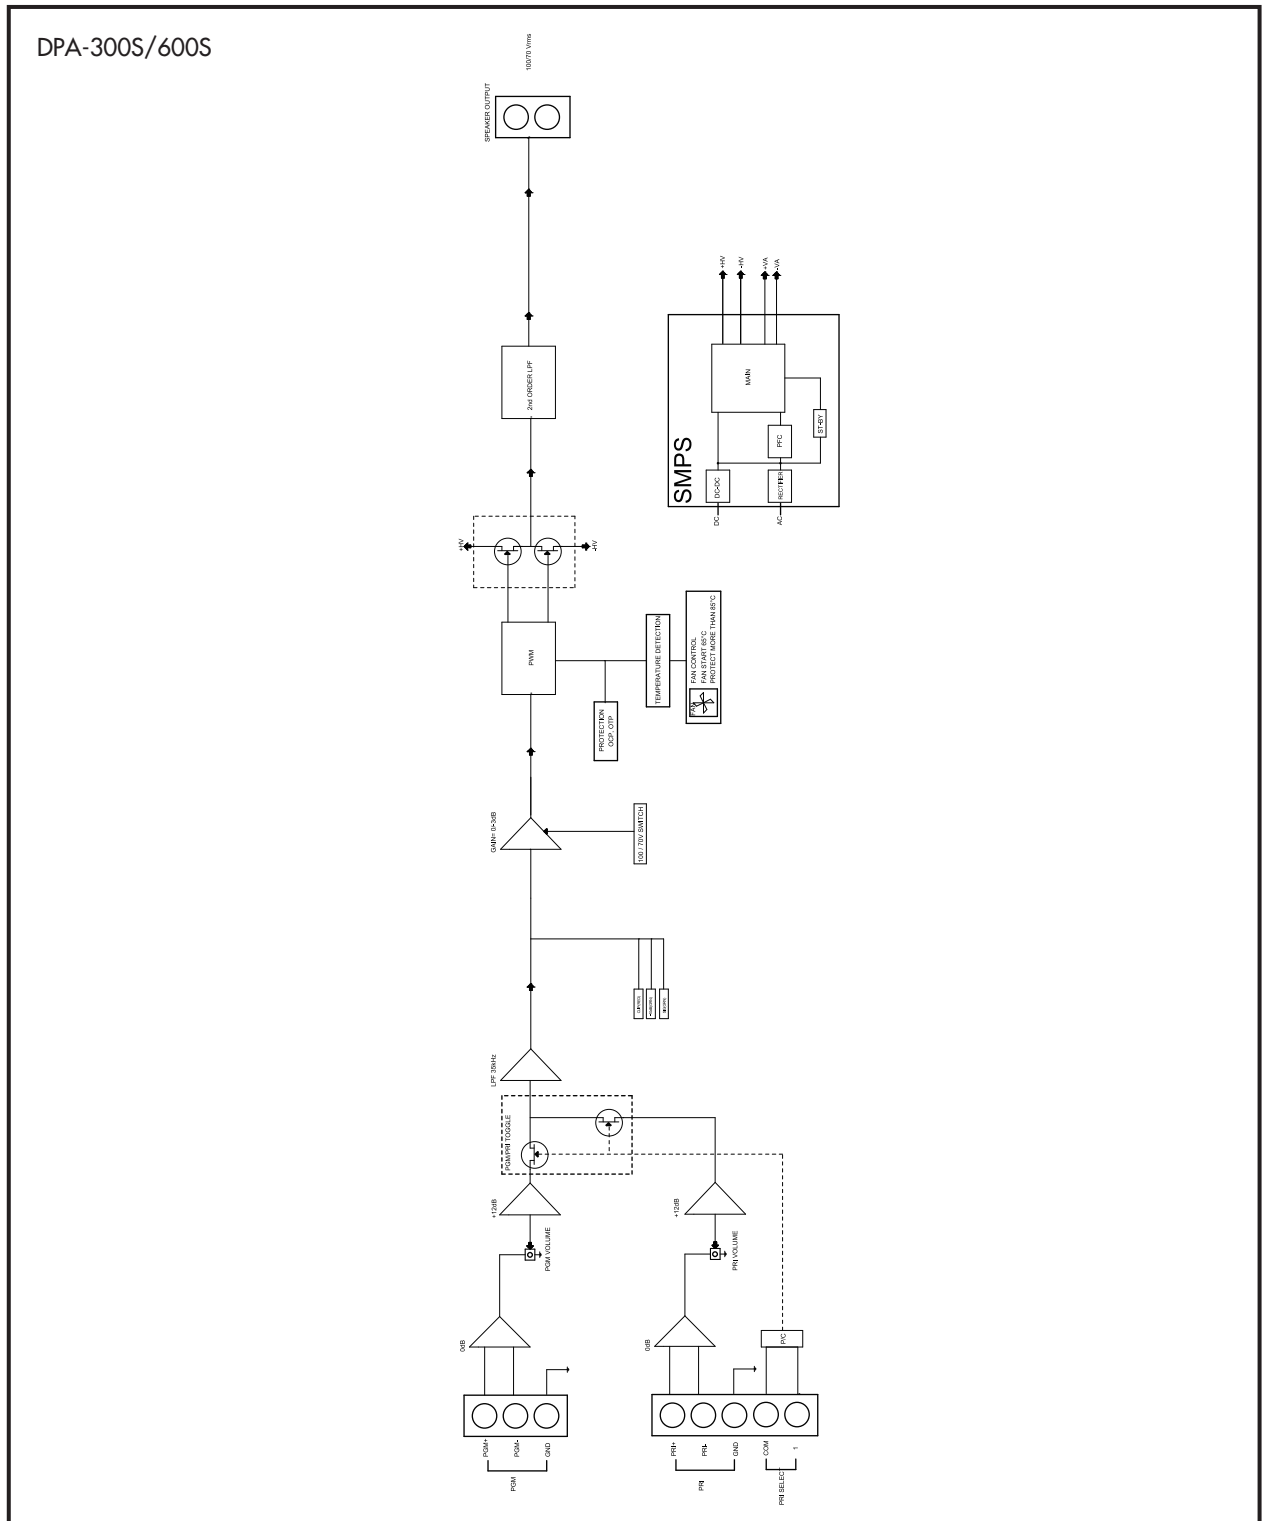 DPA-300S/600S
100/70 Vrms
SPEAKER OUTPUT
2nd ORDER LPF
+HV
-HV
+VA
-VA
MAIN
PFC
ST-BY
SMPS
DC-DC
RECTIFIER
DC
AC
+HV
-HV
PWM
TEMPERATURE DETECTION
FAN
FAN CONTROL
FAN START 65°C
PROTECT MORE THAN 85°C
PROTECTION
OCP, OTP
GAIN= 0/-3dB
100 / 70V SWITCH
LPF 35kHz
PGM/PRI TOGGLE
+12dB
+12dB
PGM VOLUME
PRI VOLUME
0dB
0dB
P/C
PGM+
PGM-
GND
PGM
PRI+
PRI-
GND
PRI
COM
1
PRI SELECT